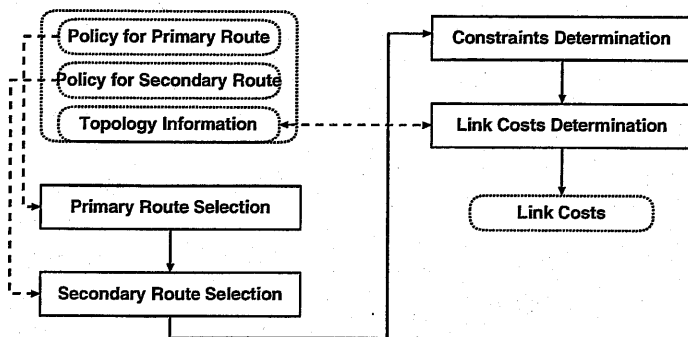 Policy for Primary Route
Policy for Secondary Route
Topology Information
Primary Route Selection
Secondary Route Selection
Constraints Determination
Link Costs Determination
Link Costs